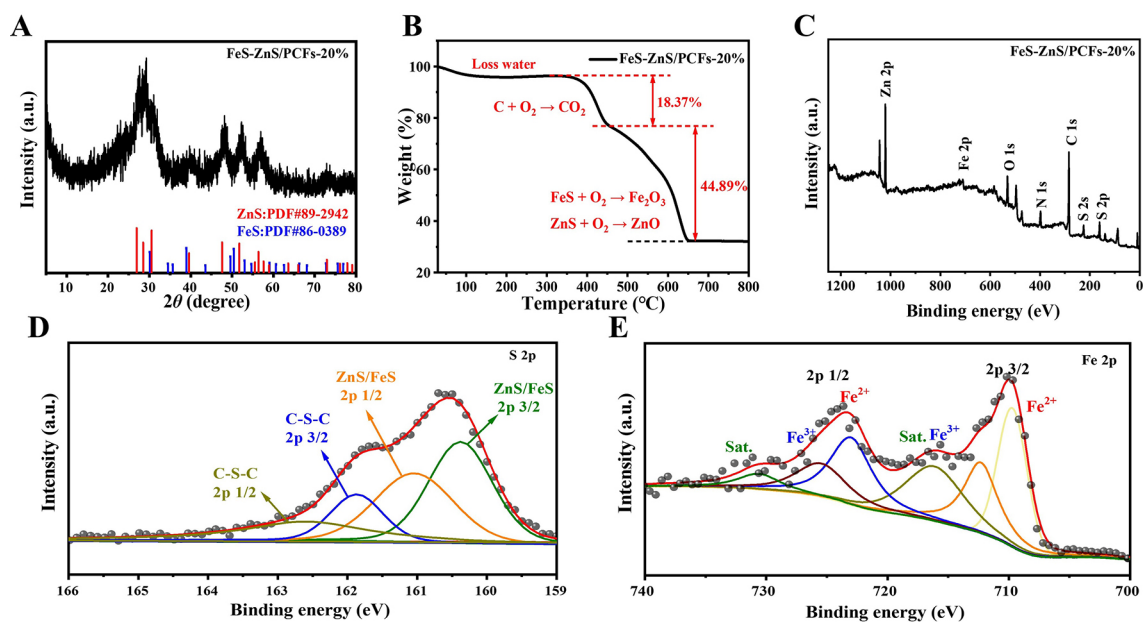 A
FeS-ZnS/PCFs-20%
Intensity (a.u.)
ZnS:PDF#89-2942
FeS:PDF#86-0389
10 20 30 40 50 60 70 80
2θ (degree)
B
FeS-ZnS/PCFs-20%
Loss water
C + O₂ → CO₂
18.37%
44.89%
FeS + O₂ → Fe₂O₃
ZnS + O₂ → ZnO
Weight (%)
100
80
60
40
20
100 200 300 400 500 600 700 800
Temperature (℃)
C
FeS-ZnS/PCFs-20%
Intensity (a.u.)
Zn 2p
Fe 2p
O 1s
N 1s
C 1s
S 2s
S 2p
1200 1000 800 600 400 200 0
Binding energy (eV)
D
S 2p
ZnS/FeS
2p 1/2
ZnS/FeS
2p 3/2
C-S-C
2p 3/2
C-S-C
2p 1/2
Intensity (a.u.)
166 165 164 163 162 161 160 159
Binding energy (eV)
E
Fe 2p
2p 1/2
2p 3/2
Fe²⁺
Fe²⁺
Fe³⁺
Sat.
Fe³⁺
Sat.
Intensity (a.u.)
740 730 720 710 700
Binding energy (eV)